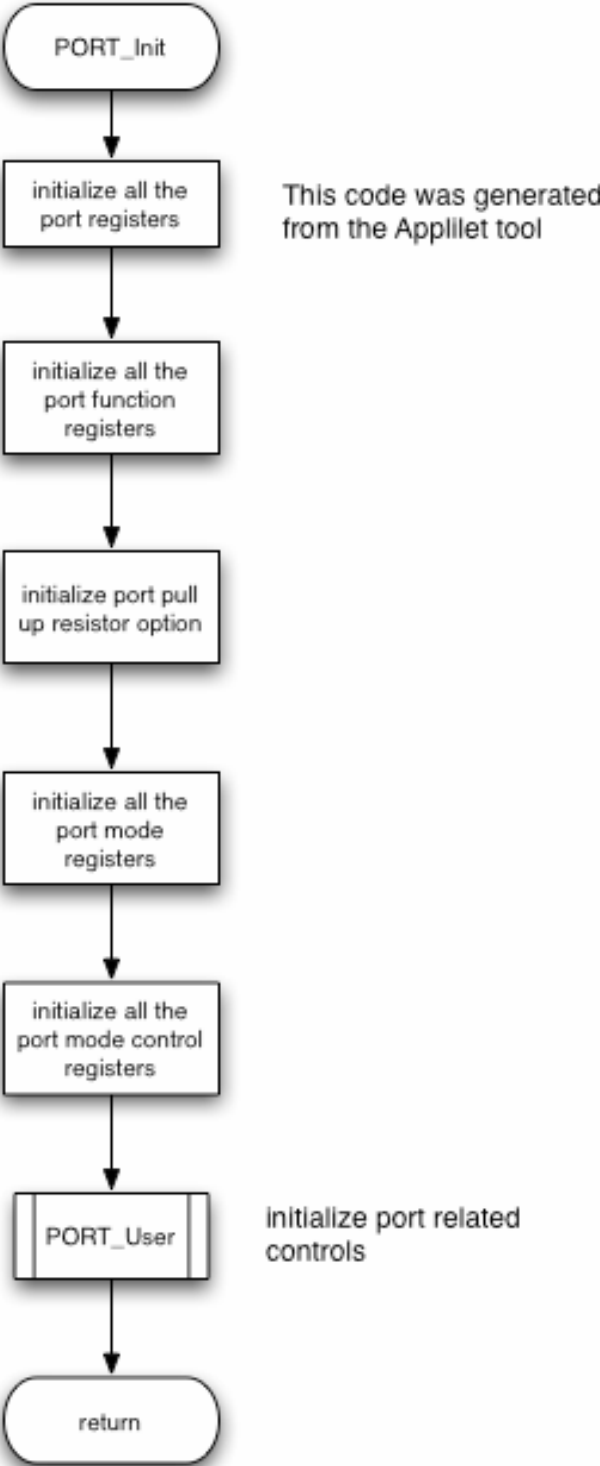 PORT_Init
initialize all the
port registers
This code was generated
from the Applilet tool
initialize all the
port function
registers
initialize port pull
up resistor option
initialize all the
port mode
registers
initialize all the
port mode control
registers
PORT_User
initialize port related
controls
return